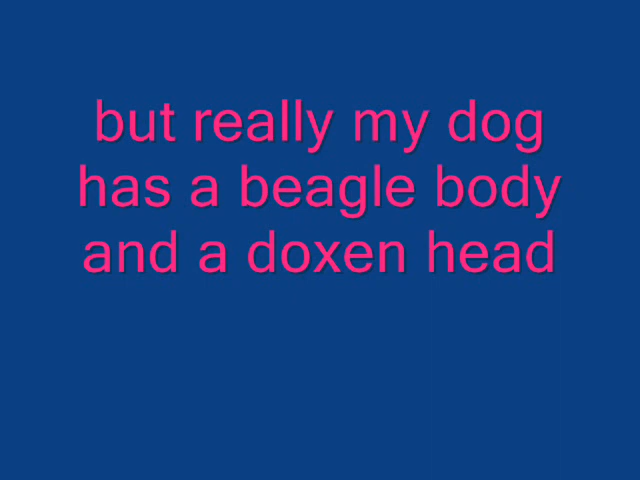 but really my dog
has a beagle body
and a doxen head